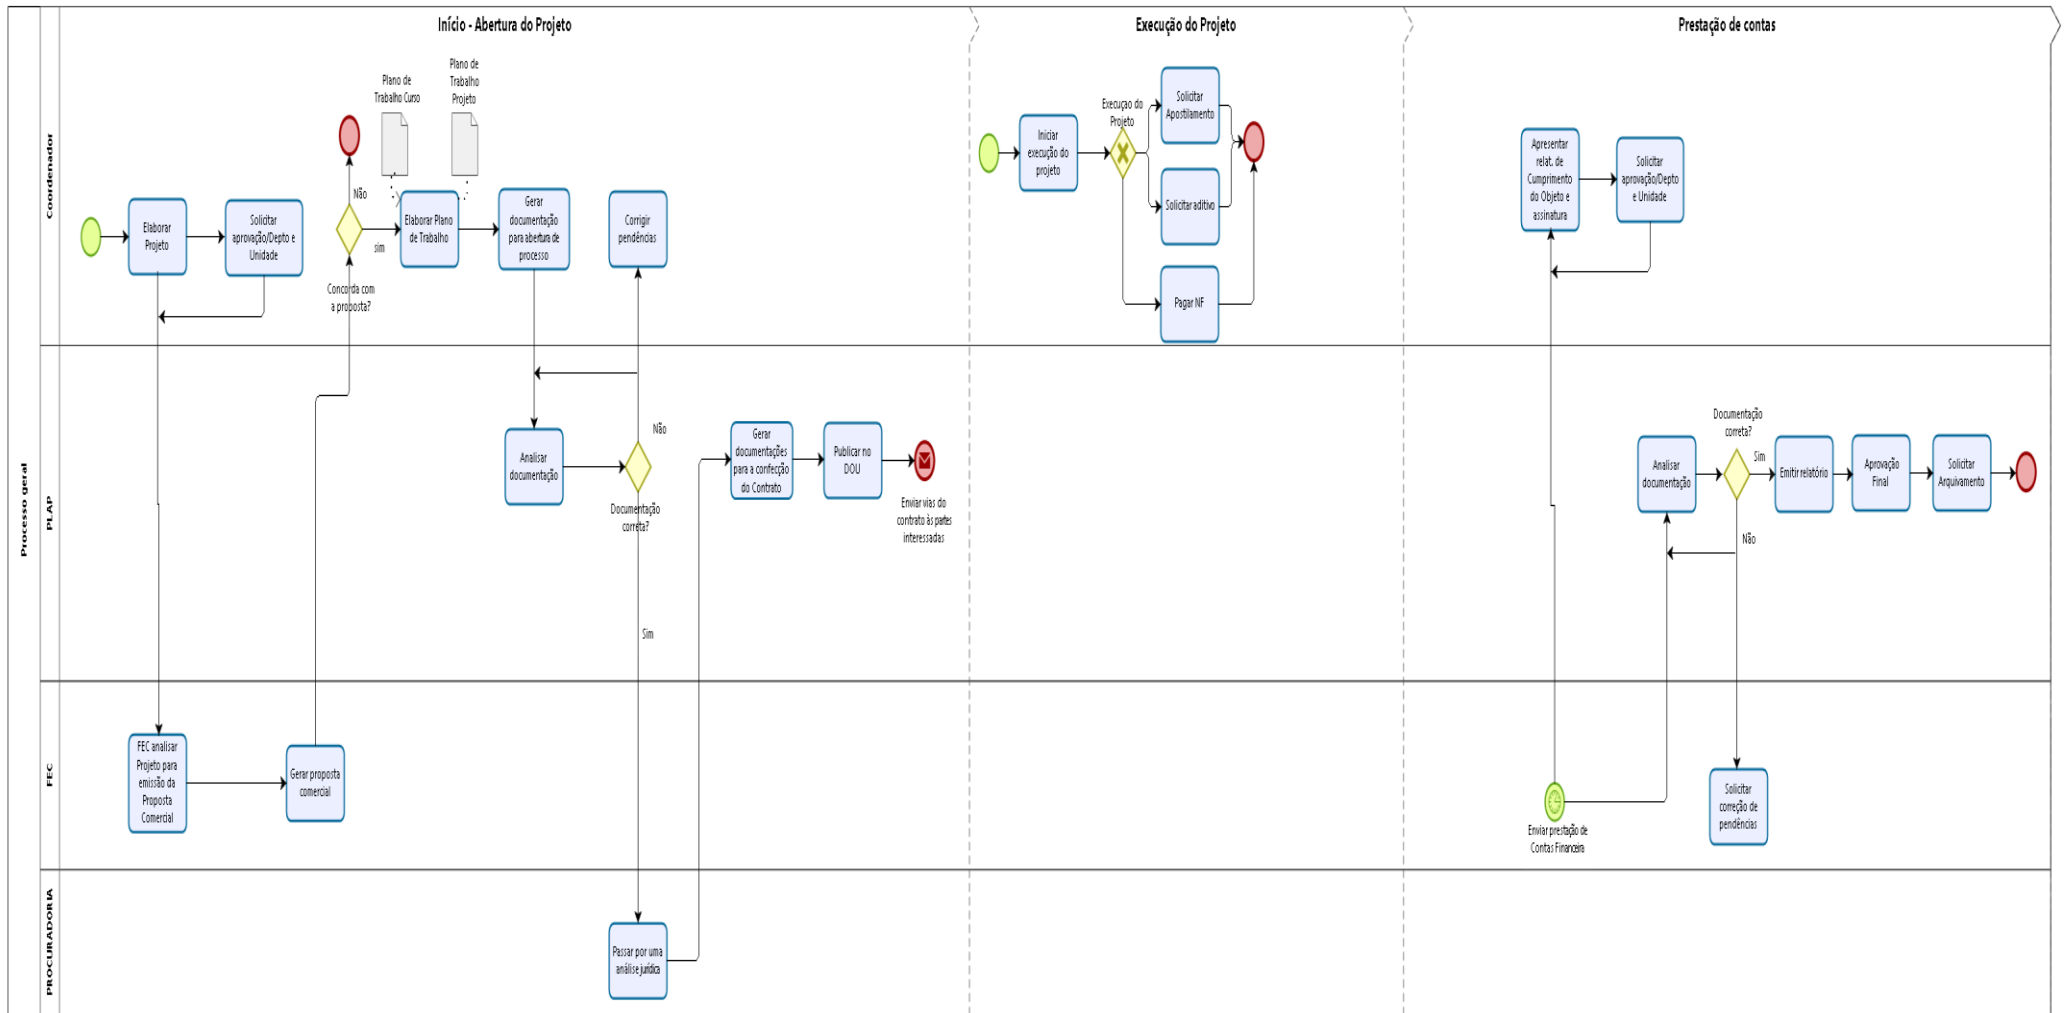 Início - Abertura do Projeto
Execução do Projeto
Prestação de contas
Processo geral
Coordenador
Plano de
Trabalho Curso
Plano de
Trabalho
Projeto
Não
sim
Elaborar
Projeto
Solicitar
aprovação/Depto e
Unidade
Concorda com
a proposta?
Elaborar Plano
de Trabalho
Gerar
documentação
para abertura de
processo
Corrigir
pendências
Iniciar
execução do
projeto
Execução do
Projeto
Solicitar
Apostilamento
Solicitar aditivo
Pagar NF
Apresentar
relat. de
Cumprimento
do Objeto e
assinatura
Solicitar
aprovação/Depto
e Unidade
PLAP
Analisar
documentação
Não
Documentação
correta?
Sim
Gerar
documentações
para a confecção
do Contrato
Publicar no
DOU
Enviar vias do
contrato às partes
interessadas
Analisar
documentação
Documentação
correta?
Sim
Não
Emitir relatório
Aprovação
Final
Solicitar
Arquivamento
FEC
FEC analisar
Projeto para
emissão da
Proposta
Comercial
Gerar proposta
comercial
Enviar prestação de
Contas Financeira
Solicitar
correção de
pendências
PROCURADORIA
Passar por uma
análise jurídica